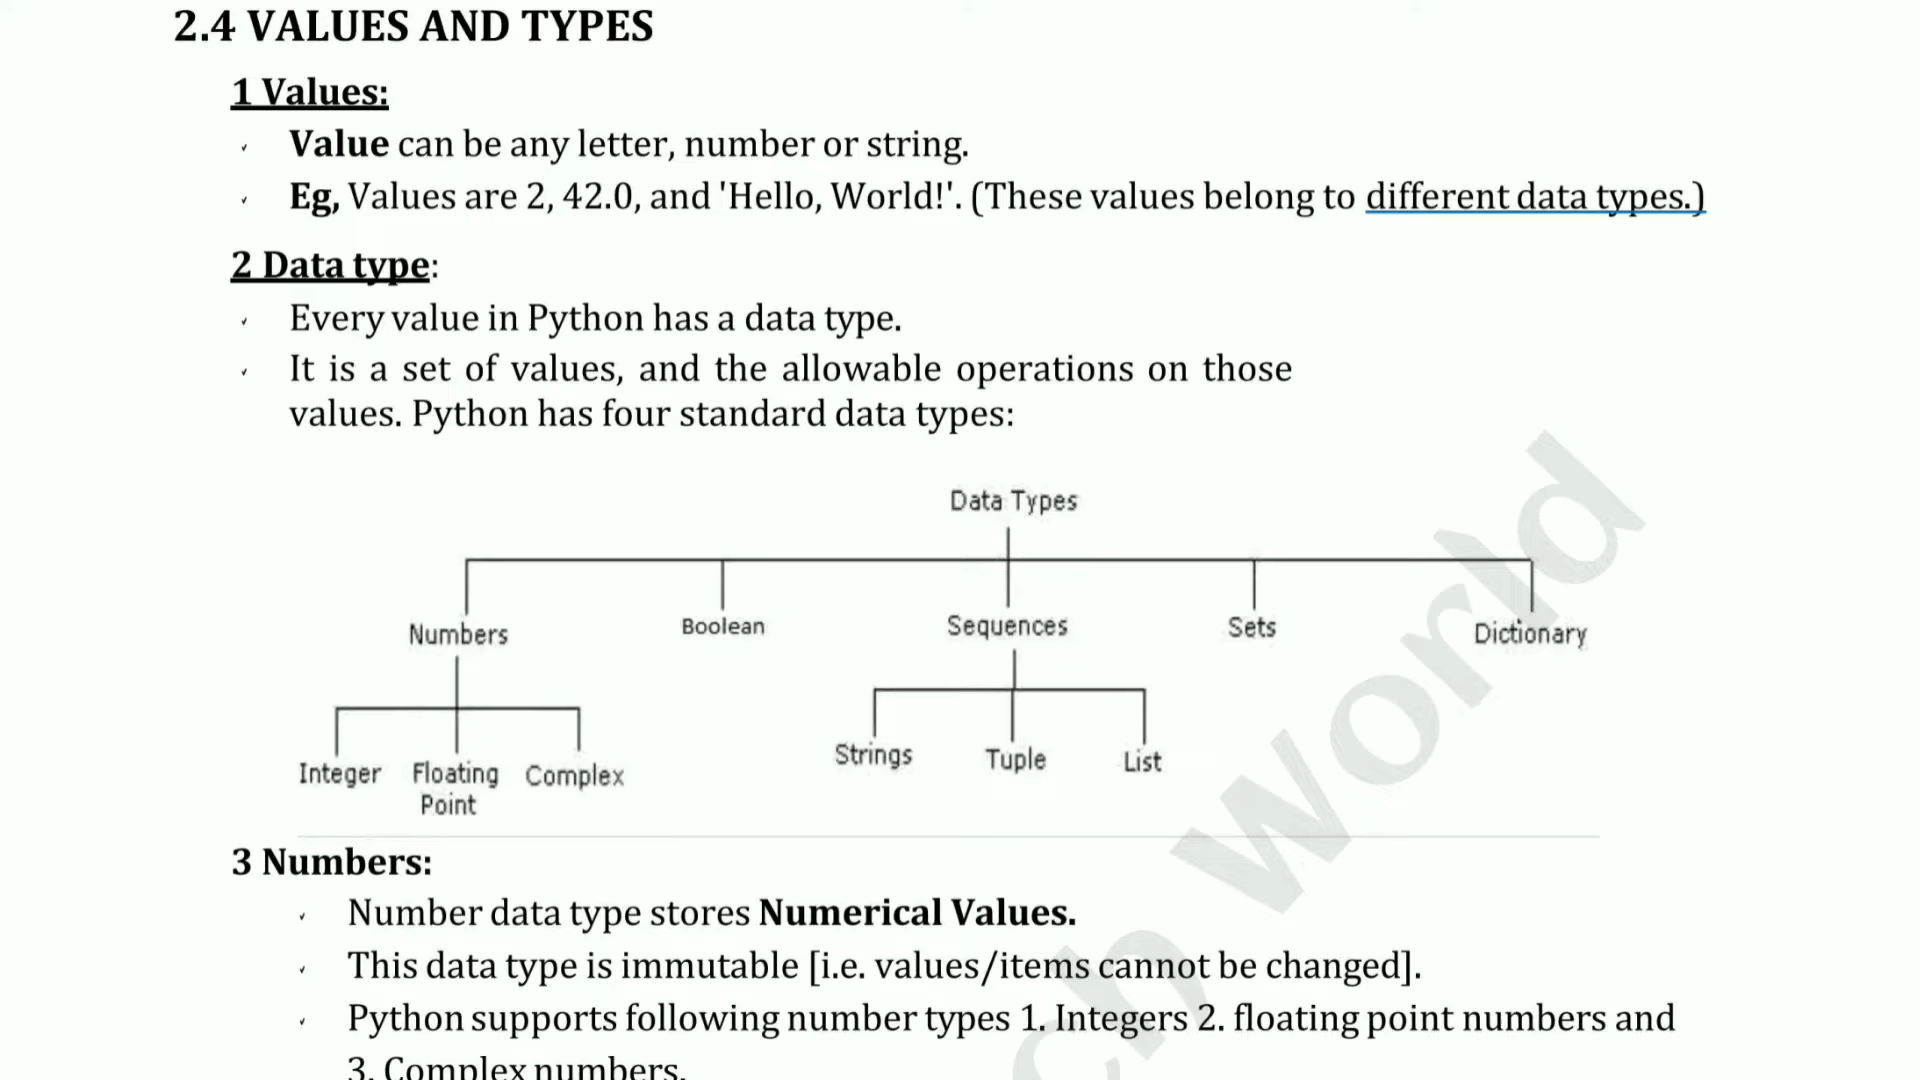 2.4 VALUES AND TYPES
1 Values:
✓ Value can be any letter, number or string.
✓ Eg, Values are 2, 42.0, and 'Hello, World!'. (These values belong to different data types.)
2 Data type:
✓ Every value in Python has a data type.
✓ It is a set of values, and the allowable operations on those
values. Python has four standard data types:
Data Types
Numbers Boolean Sequences Sets Dictionary
Integer Floating Point Complex Strings Tuple List
3 Numbers:
✓ Number data type stores Numerical Values.
✓ This data type is immutable [i.e. values/items cannot be changed].
✓ Python supports following number types 1. Integers 2. floating point numbers and
3. Complex numbers.
ch world